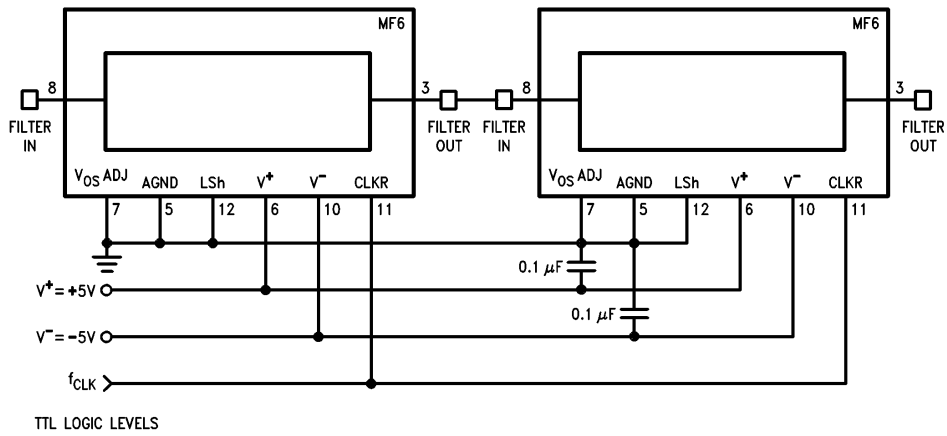 MF6 MF6
8 3 8 3
FILTER IN FILTER OUT FILTER IN FILTER OUT
VOS ADJ AGND LSh V+ V- CLKR VOS ADJ AGND LSh V+ V- CLKR
7 5 12 6 10 11 7 5 12 6 10 11
0.1 μF
V+=+5V
0.1 μF
V-=-5V
fCLK
TTL LOGIC LEVELS